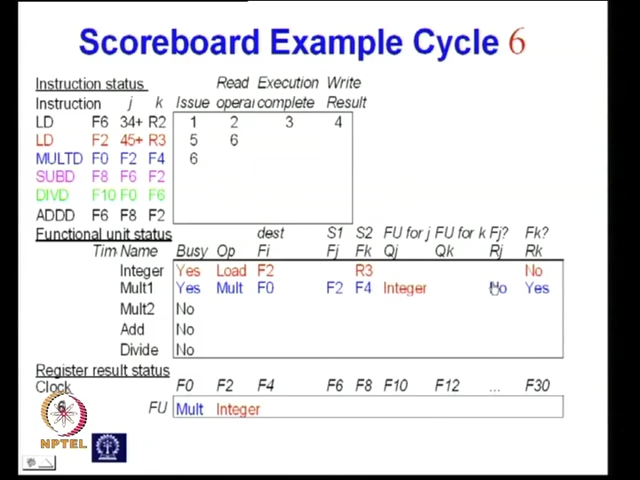 Scoreboard Example Cycle 6
Instruction status Read Execution Write
Instruction j k Issue operai complete Result
LD F6 34+ R2 1 2 3 4
LD F2 45+ R3 5 6
MULTD F0 F2 F4 6
SUBD F8 F6 F2
DIVD F10 F0 F6
ADDD F6 F8 F2
Functional unit status dest S1 S2 FU for j FU for k Fj? Fk?
Tim Name Busy Op Fi Fj Fk Qj Qk Rj Rk
Integer Yes Load F2 R3 No
Mult1 Yes Mult F0 F2 F4 Integer No Yes
Mult2 No
Add No
Divide No
Register result status
Clock F0 F2 F4 F6 F8 F10 F12 ... F30
6 FU Mult Integer
NPTEL